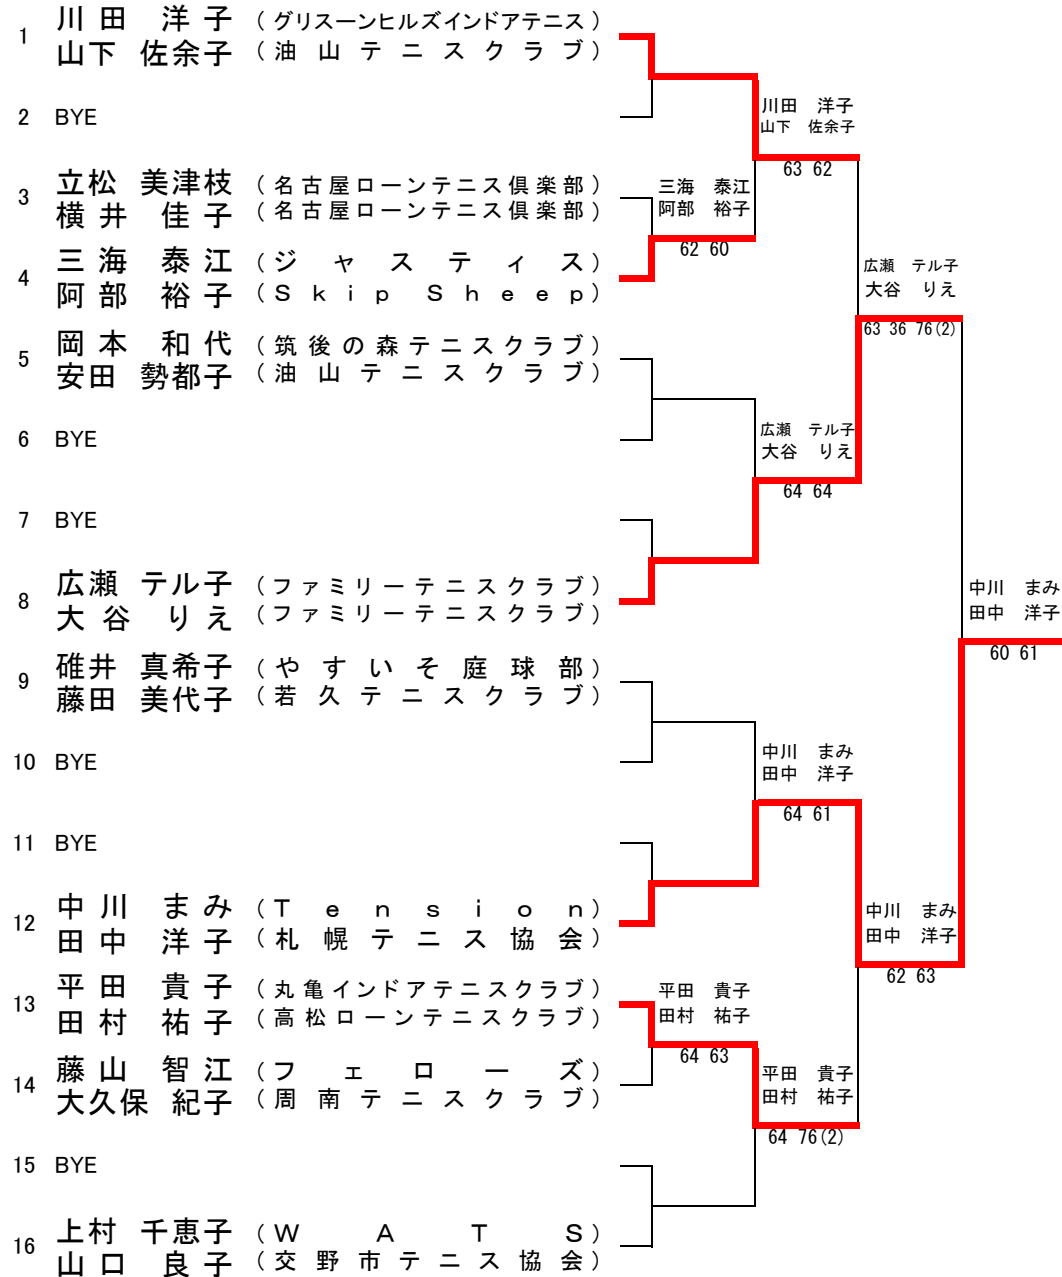 1 川田 洋子 (グリスーンヒルズインドアテニス)
山下 佐余子 (油山テニスクラブ)
2 BYE
川田 洋子
山下 佐余子
63 62
3 立松 美津枝 (名古屋ローンテニス倶楽部)
横井 佳子 (名古屋ローンテニス倶楽部)
三海 泰江
阿部 裕子
62 60
4 三海 泰江 (ジャスティス)
阿部 裕子 (Skip Sheep)
広瀬 テル子
大谷 りえ
63 36 76(2)
5 岡本 和代 (筑後の森テニスクラブ)
安田 勢都子 (油山テニスクラブ)
6 BYE
広瀬 テル子
大谷 りえ
64 64
7 BYE
8 広瀬 テル子 (ファミリーテニスクラブ)
大谷 りえ (ファミリーテニスクラブ)
中川 まみ
田中 洋子
60 61
9 碓井 真希子 (やすいそ庭球部)
藤田 美代子 (若久テニスクラブ)
10 BYE
中川 まみ
田中 洋子
64 61
11 BYE
12 中川 まみ (Tension)
田中 洋子 (札幌テニス協会)
中川 まみ
田中 洋子
62 63
13 平田 貴子 (丸亀インドアテニスクラブ)
田村 祐子 (高松ローンテニスクラブ)
平田 貴子
田村 祐子
64 63
14 藤山 智江 (フェローズ)
大久保 紀子 (周南テニスクラブ)
平田 貴子
田村 祐子
64 76(2)
15 BYE
16 上村 千恵子 (WATS)
山口 良子 (交野市テニス協会)